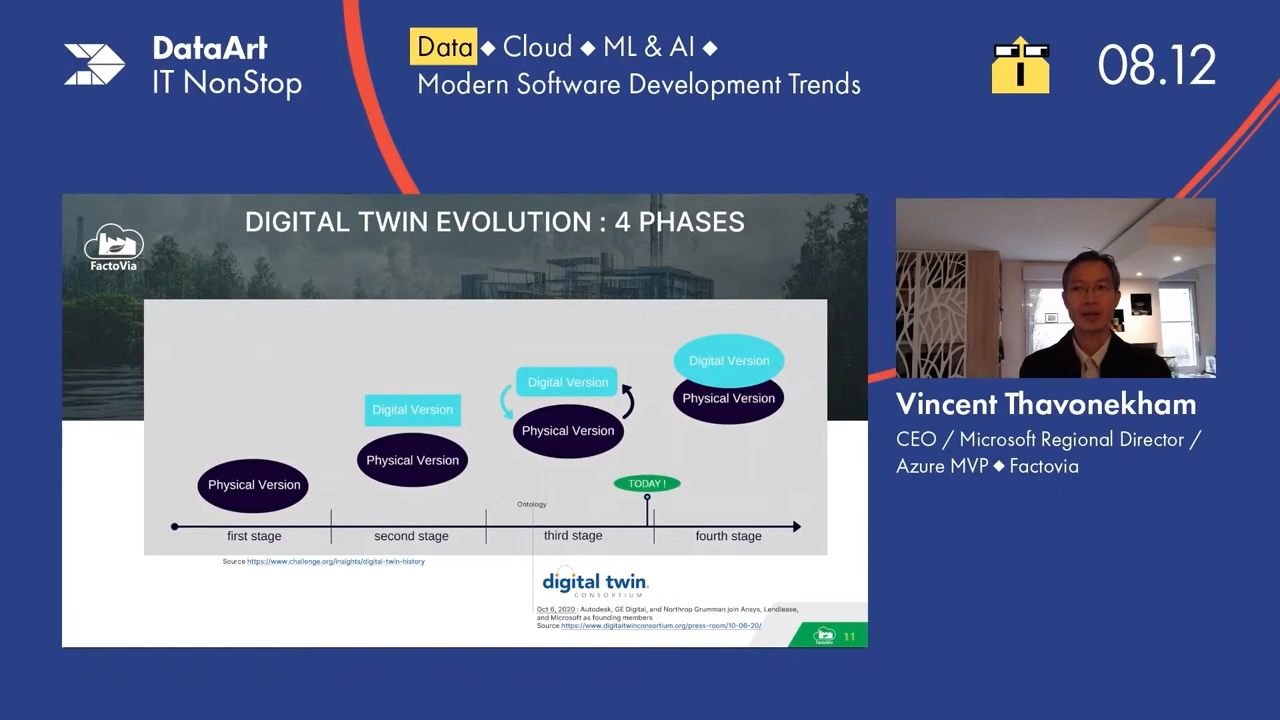 DataArt
IT NonStop
Data ◆ Cloud ◆ ML & AI ◆
Modern Software Development Trends
08.12
FactoVia
DIGITAL TWIN EVOLUTION : 4 PHASES
Physical Version
Digital Version
Physical Version
Digital Version
Physical Version
Digital Version
Physical Version
TODAY !
Ontology
first stage
second stage
third stage
fourth stage
Source https://www.challenge.org/insights/digital-twin-history
digital twin
CONSORTIUM
Oct 6, 2020 : Autodesk, GE Digital, and Northrop Grumman join Ansys, Lendlease,
and Microsoft as founding members
Source https://www.digitaltwinconsortium.org/press-room/10-06-20/
FactoVia
11
Vincent Thavonekham
CEO / Microsoft Regional Director /
Azure MVP ◆ Factovia